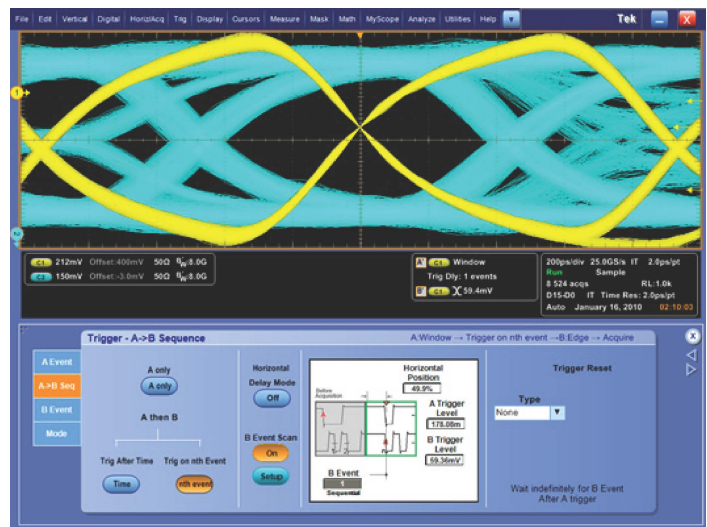 File Edit Vertical Digital Horiz/Acq Trig Display Cursors Measure Mask Math MyScope Analyze Utilities Help Tek X
1
2
C1 212mV Offset:400mV 50Ω BW:8.0G
C2 150mV Offset:-3.0mV 50Ω BW:8.0G
A' C1 Window
Trig Dly: 1 events
B' C1 59.4mV
200ps/div 25.0GS/s IT 2.0ps/pt
Run Sample
8 524 acqs RL:1.0k
D15-D0 IT Time Res: 2.0ps/pt
Auto January 16, 2010 02:10:03
Trigger - A->B Sequence
A:Window → Trigger on nth event →B:Edge → Acquire
X
A Event
A->B Seq
B Event
Mode
A only
A only
A then B
Trig After Time Trig on nth Event
Time
nth event
Horizontal
Delay Mode
Off
B Event Scan
On
Setup
Before
Acquisition
A
B
1 2
B Event
1
Sequential
Horizontal
Position
49.9%
A Trigger
Level
178.08m
B Trigger
Level
59.36mV
Trigger Reset
Type
None
Wait indefinitely for B Event
After A trigger